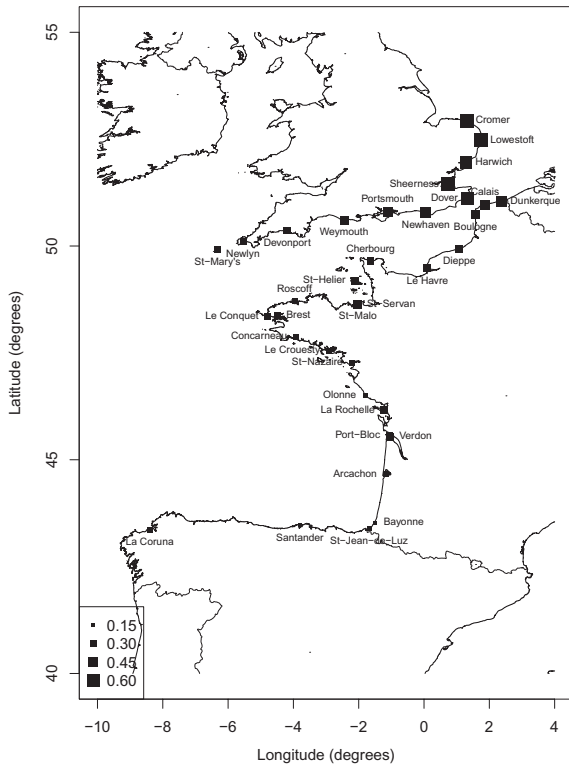 55
50
45
40
Latitude (degrees)
Cromer
Lowestoft
Harwich
Sheerness
Calais
Dover
Dunkerque
Portsmouth
Boulogne
Newhaven
Weymouth
Devonport
Newlyn
St−Mary's
Cherbourg
Dieppe
Le Havre
St−Helier
Roscoff
St−Servan
St−Malo
Le Conquet
Brest
Concarneau
Le Crouesty
St−Nazaire
Olonne
La Rochelle
Port−Bloc
Verdon
Arcachon
Bayonne
Santander
St−Jean−de−Luz
La Coruna
0.15
0.30
0.45
0.60
−10 −8 −6 −4 −2 0 2 4
Longitude (degrees)